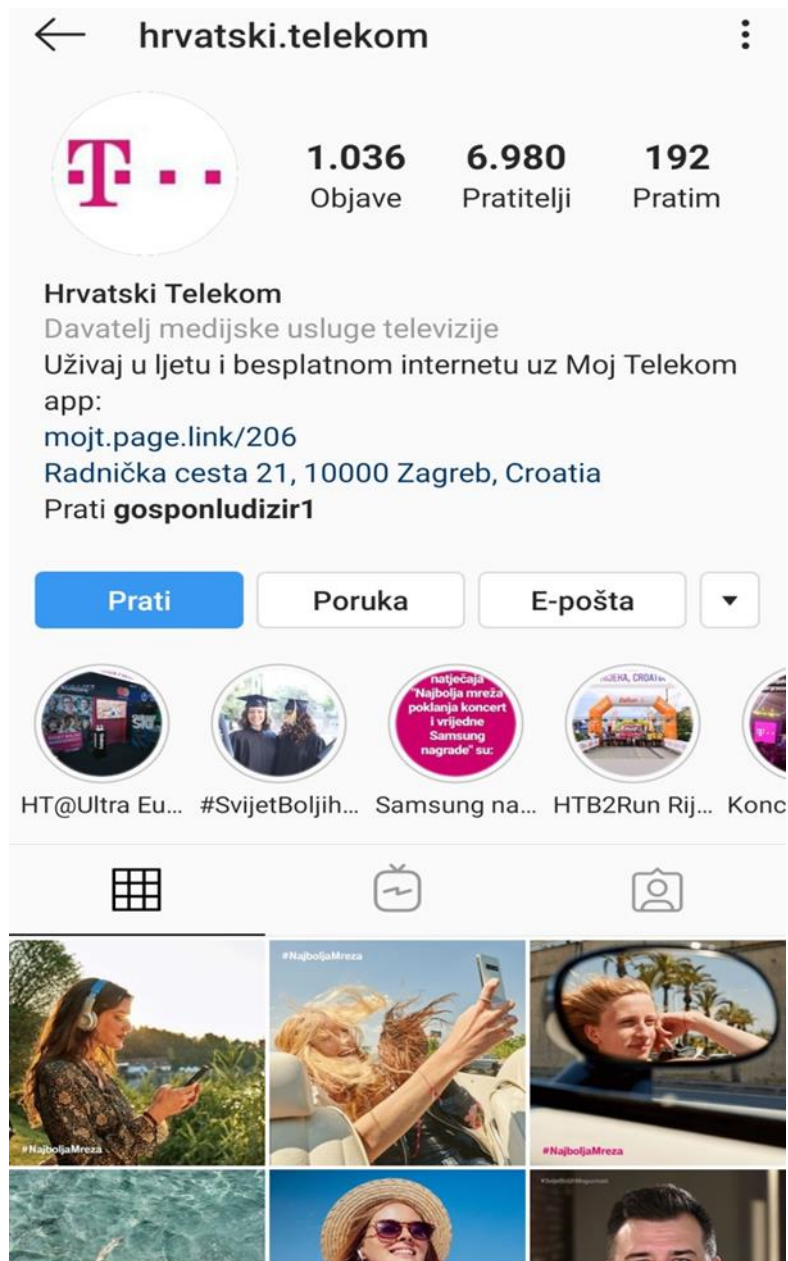 hrvatski.telekom
T
1.036 6.980 192
Objave Pratitelji Pratim
Hrvatski Telekom
Davatelj medijske usluge televizije
Uživaj u ljetu i besplatnom internetu uz Moj Telekom
app:
mojt.page.link/206
Radnička cesta 21, 10000 Zagreb, Croatia
Prati gosponludizir1
Prati Poruka E-pošta
natječaja
"Najbolja mreža
poklanja koncert
i vrijedne
Samsung
nagrade" su:
CROATIA
HT@Ultra Eu... #SvijetBoljih... Samsung na... HTB2Run Rij... Konc
#NajboljaMreza
#NajboljaMreza
#NajboljaMreza